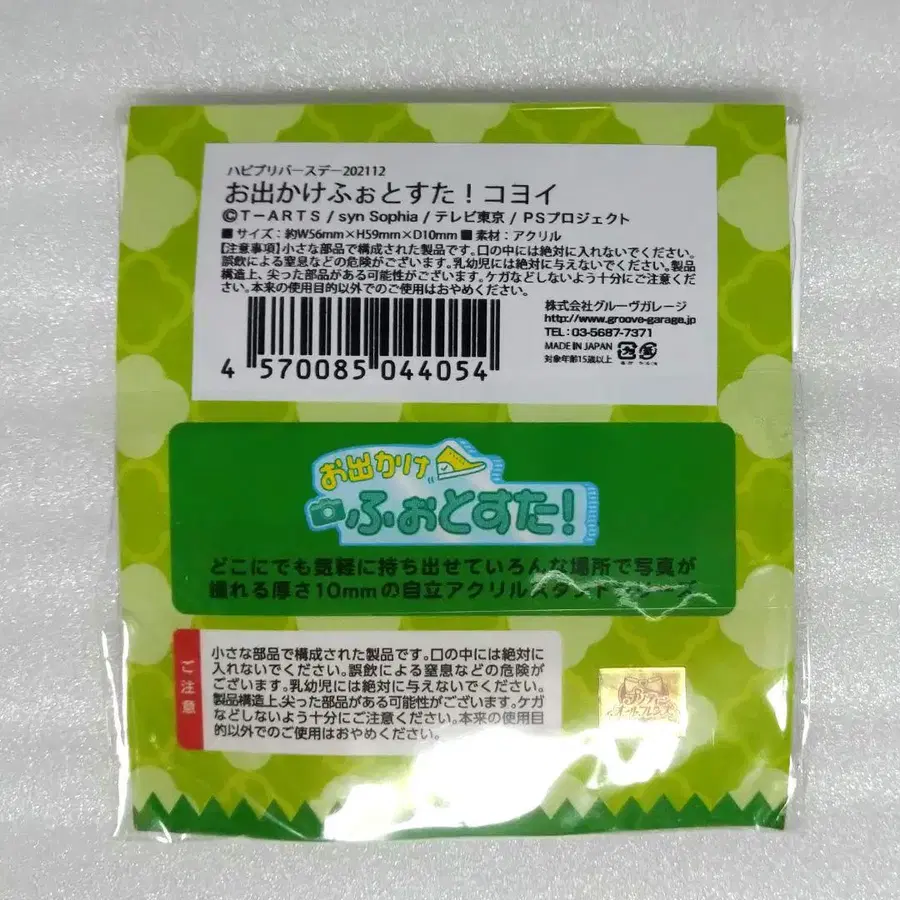 ハピプリバースデー202112
お出かけふぉとすた!コヨイ
©T-ARTS / syn Sophia / テレビ東京 / PSプロジェクト
■ サイズ:約W56mm×H59mm×D10mm ■ 素材:アクリル
【注意事項】小さな部品で構成された製品です。口の中には絶対に入れないでください。
誤飲による窒息などの危険がございます。乳幼児には絶対に与えないでください。製品
構造上、尖った部品がある可能性がございます。ケガなどしないよう十分にご注意くださ
い。本来の使用目的以外でのご使用はおやめください。
株式会社グルーヴガレージ
http://www.groove-garage.jp
TEL:03-5687-7371
MADE IN JAPAN
対象年齢15歳以上
4 570085 044054
お出かけ
ふぉとすた!
どこにでも気軽に持ち出せていろんな場所で写真が
撮れる厚さ10mmの自立アクリルスタンドシリーズ
ご注意
小さな部品で構成された製品です。口の中には絶対に
入れないでください。誤飲による窒息などの危険が
ございます。乳幼児には絶対に与えないでください。
製品構造上、尖った部品がある可能性がございます。ケガ
などしないよう十分にご注意ください。本来の使用目
的以外でのご使用はおやめください。